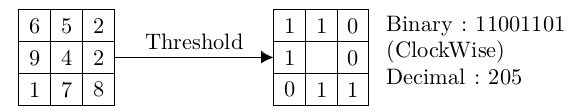 6 5 2
9 4 2
1 7 8
Threshold
1 1 0
1 0
0 1 1
Binary : 11001101
(ClockWise)
Decimal : 205